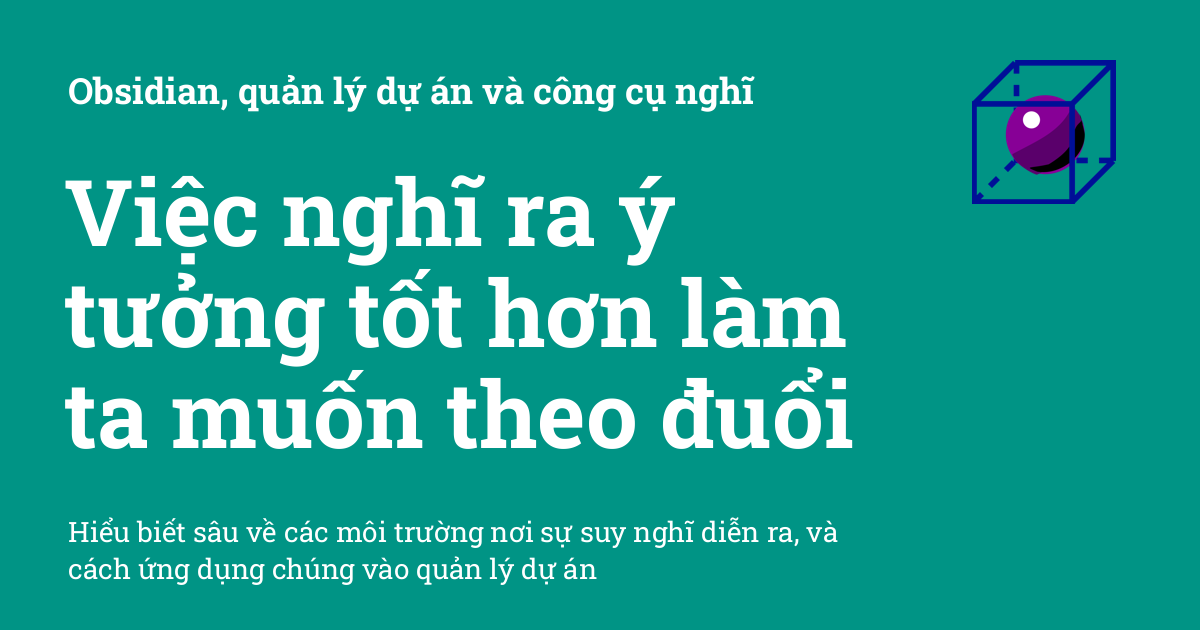 Obsidian, quản lý dự án và công cụ nghĩ
Việc nghĩ ra ý
tưởng tốt hơn làm
ta muốn theo đuổi
Hiểu biết sâu về các môi trường nơi sự suy nghĩ diễn ra, và
cách ứng dụng chúng vào quản lý dự án